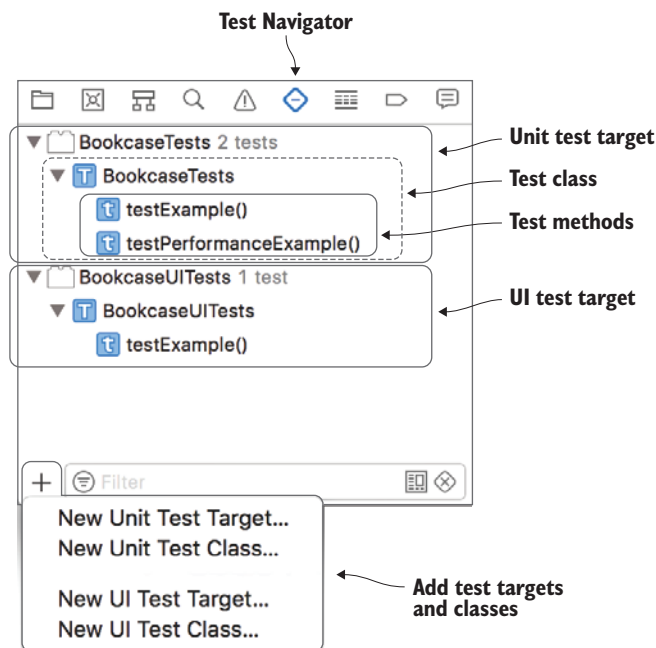 Test Navigator
BookcaseTests 2 tests
Unit test target
BookcaseTests
Test class
testExample()
Test methods
testPerformanceExample()
BookcaseUITests 1 test
UI test target
BookcaseUITests
testExample()
Filter
New Unit Test Target...
New Unit Test Class...
New UI Test Target...
New UI Test Class...
Add test targets
and classes